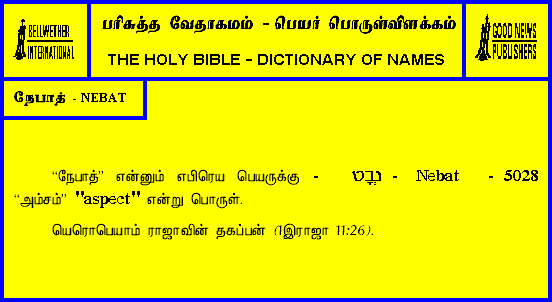 BELLWETHER
INTERNATIONAL
பரிசுத்த வேதாகமம் - பெயர் பொருள்விளக்கம்
THE HOLY BIBLE - DICTIONARY OF NAMES
GOOD NEWS
PUBLISHERS
நேபாத் - NEBAT
“நேபாத்” என்னும் எபிரெய பெயருக்கு - נְבָט - Nebat - 5028
“அம்சம்” "aspect" என்று பொருள்.
யெரொபெயாம் ராஜாவின் தகப்பன் (1இராஜா 11:26).